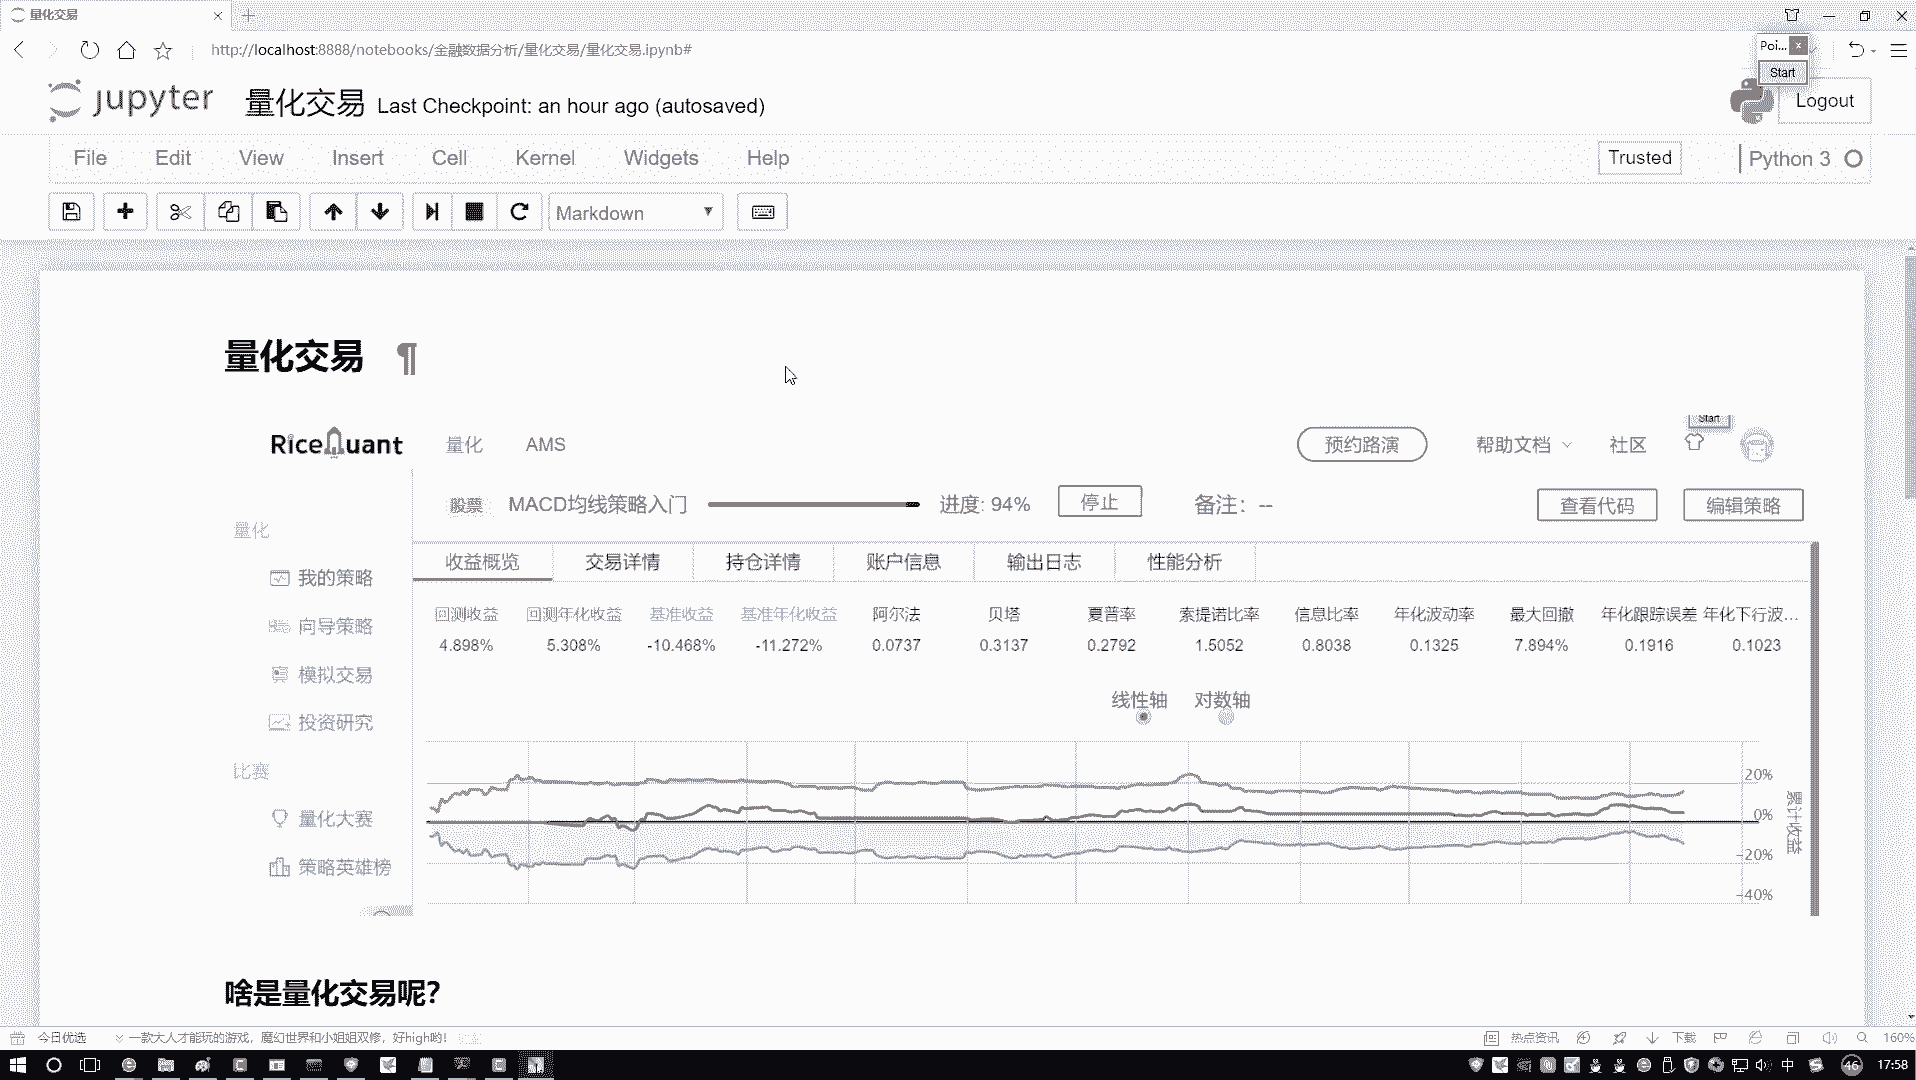 量化交易
http://localhost:8888/notebooks/金融数据分析/量化交易/量化交易.ipynb#
Poi...
Start
jupyter 量化交易 Last Checkpoint: an hour ago (autosaved)
Logout
File Edit View Insert Cell Kernel Widgets Help
Trusted
Python 3
Markdown
量化交易 ¶
RiceQuant 量化 AMS 预约路演 帮助文档 社区
Start
股票 MACD均线策略入门 进度: 94% 停止 备注: -- 查看代码 编辑策略
量化
我的策略
向导策略
模拟交易
投资研究
比赛
量化大赛
策略英雄榜
收益概览 交易详情 持仓详情 账户信息 输出日志 性能分析
回测收益 回测年化收益 基准收益 基准年化收益 阿尔法 贝塔 夏普率 索提诺比率 信息比率 年化波动率 最大回撤 年化跟踪误差 年化下行波...
4.898% 5.308% -10.468% -11.272% 0.0737 0.3137 0.2792 1.5052 0.8038 0.1325 7.894% 0.1916 0.1023
线性轴 对数轴
20%
0%
-20%
-40%
累计收益
啥是量化交易呢?
今日优选 一款大人才能玩的游戏，魔幻世界和小姐姐双修，好high哟!
热点资讯 下载 160%
中 46 17:58